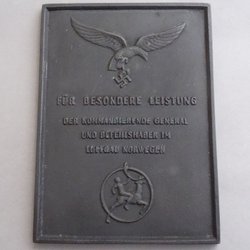 FÜR BESONDERE LEISTUNG
DER KOMMANDIERENDE GENERAL
UND BEFEHLSHABER IM
LUFTGAU NORWEGEN